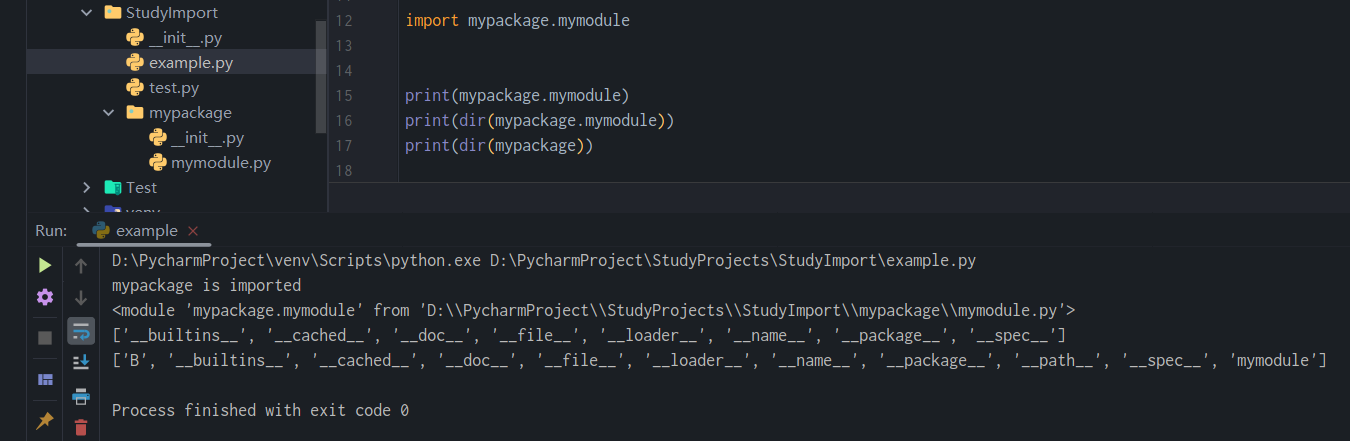 StudyImport
__init__.py
example.py
test.py
mypackage
__init__.py
mymodule.py
Test
venv
12 import mypackage.mymodule
13
14
15 print(mypackage.mymodule)
16 print(dir(mypackage.mymodule))
17 print(dir(mypackage))
18
Run: example
D:\PycharmProject\venv\Scripts\python.exe D:\PycharmProject\StudyProjects\StudyImport\example.py
mypackage is imported
<module 'mypackage.mymodule' from 'D:\\PycharmProject\\StudyProjects\\StudyImport\\mypackage\\mymodule.py'>
['__builtins__', '__cached__', '__doc__', '__file__', '__loader__', '__name__', '__package__', '__spec__']
['B', '__builtins__', '__cached__', '__doc__', '__file__', '__loader__', '__name__', '__package__', '__path__', '__spec__', 'mymodule']
Process finished with exit code 0